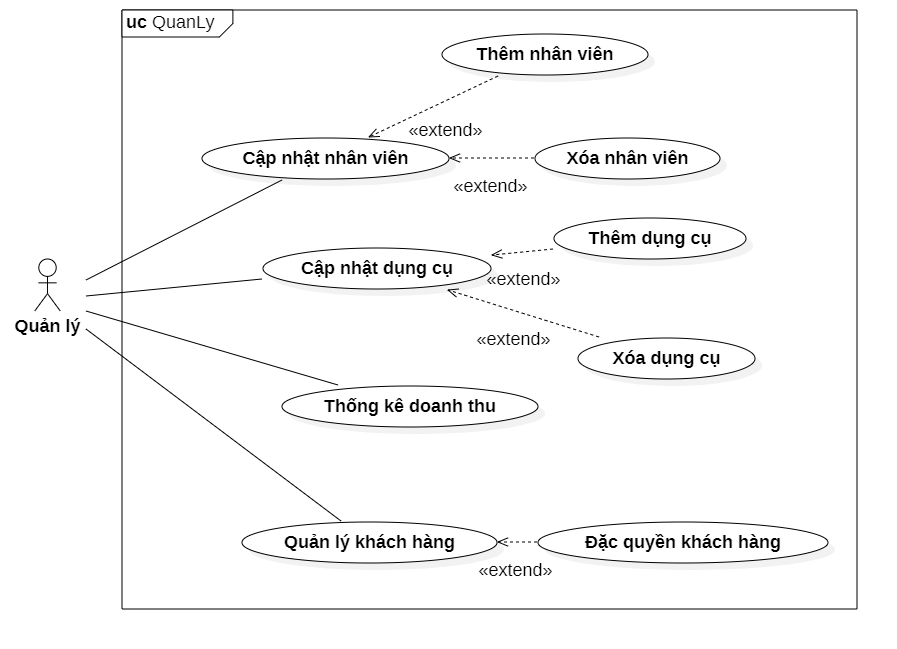 uc QuanLy
Thêm nhân viên
«extend»
Cập nhật nhân viên
Xóa nhân viên
«extend»
Thêm dụng cụ
Cập nhật dụng cụ
«extend»
Quản lý
«extend»
Xóa dụng cụ
Thống kê doanh thu
Quản lý khách hàng
Đặc quyền khách hàng
«extend»